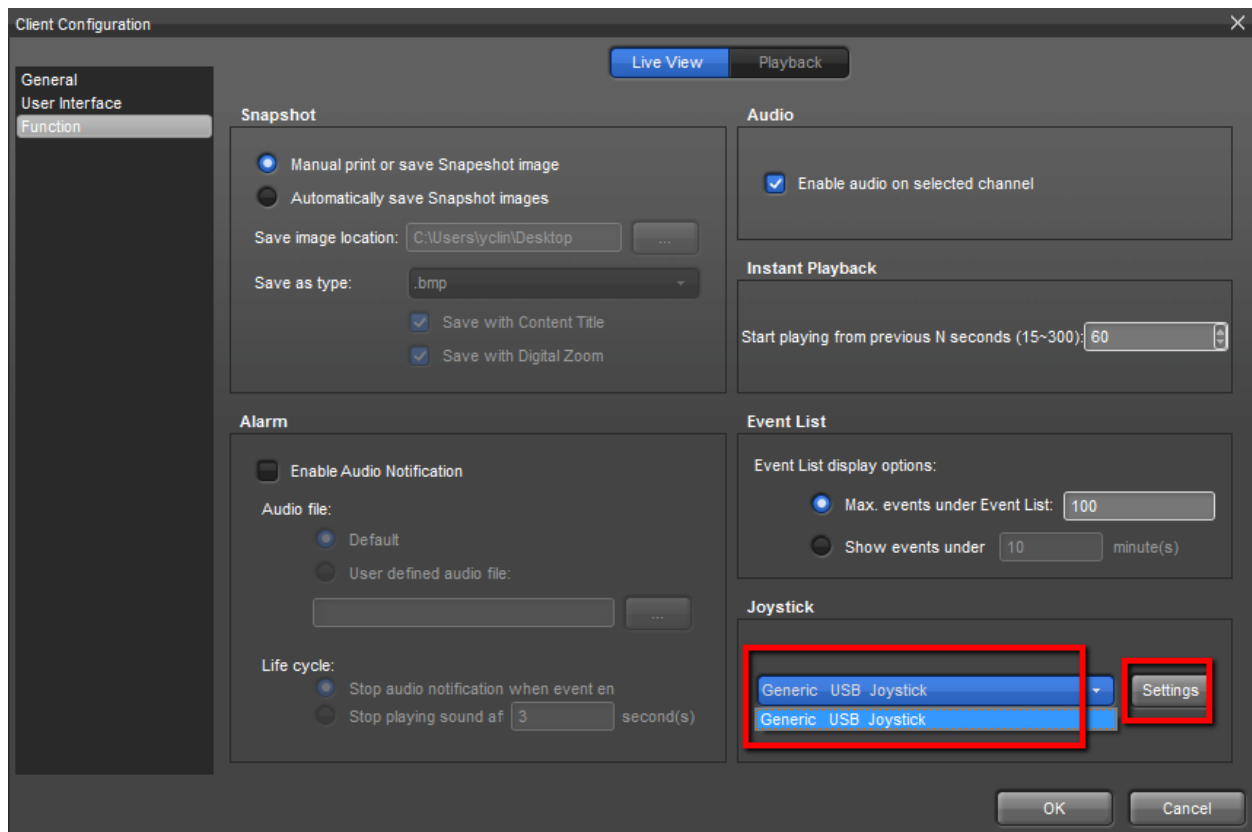 Client Configuration
Live View
Playback
General
User Interface
Function
Snapshot
Manual print or save Snapeshot image
Automatically save Snapshot images
Save image location: C:\Users\yclin\Desktop ...
Save as type: .bmp
Save with Content Title
Save with Digital Zoom
Audio
Enable audio on selected channel
Instant Playback
Start playing from previous N seconds (15~300): 60
Alarm
Enable Audio Notification
Audio file:
Default
User defined audio file:
...
Life cycle:
Stop audio notification when event en
Stop playing sound af 3 second(s)
Event List
Event List display options:
Max. events under Event List: 100
Show events under 10 minute(s)
Joystick
Generic USB Joystick
Settings
Generic USB Joystick
OK
Cancel